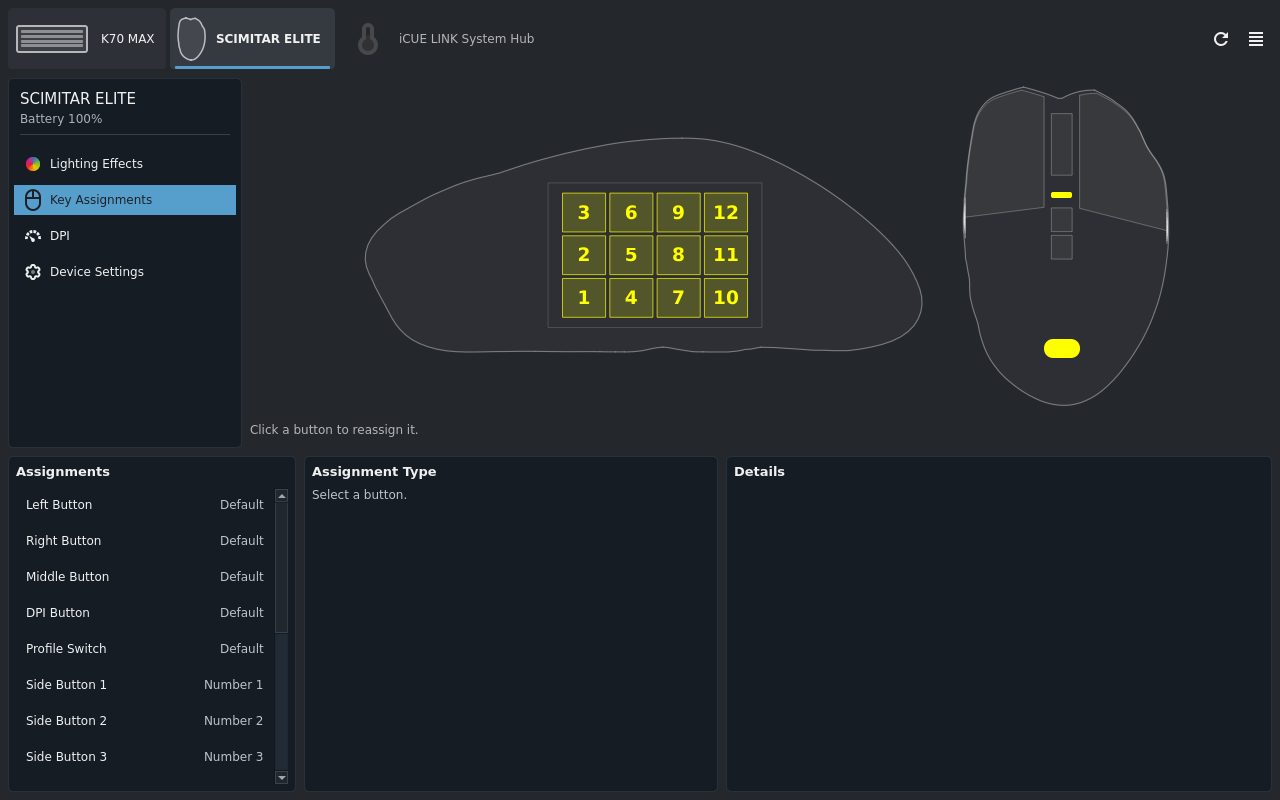 K70 MAX
SCIMITAR ELITE
iCUE LINK System Hub
SCIMITAR ELITE
Battery 100%
Lighting Effects
Key Assignments
DPI
Device Settings
3 6 9 12
2 5 8 11
1 4 7 10
Click a button to reassign it.
Assignments
Left Button Default
Right Button Default
Middle Button Default
DPI Button Default
Profile Switch Default
Side Button 1 Number 1
Side Button 2 Number 2
Side Button 3 Number 3
Assignment Type
Select a button.
Details